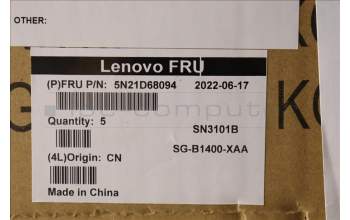 OTHER:
Lenovo FRU
(P)FRU P/N: 5N21D68094 2022-06-17
Quantity: 5
SN3101B
SG-B1400-XAA
(4L)Origin: CN
Made in China